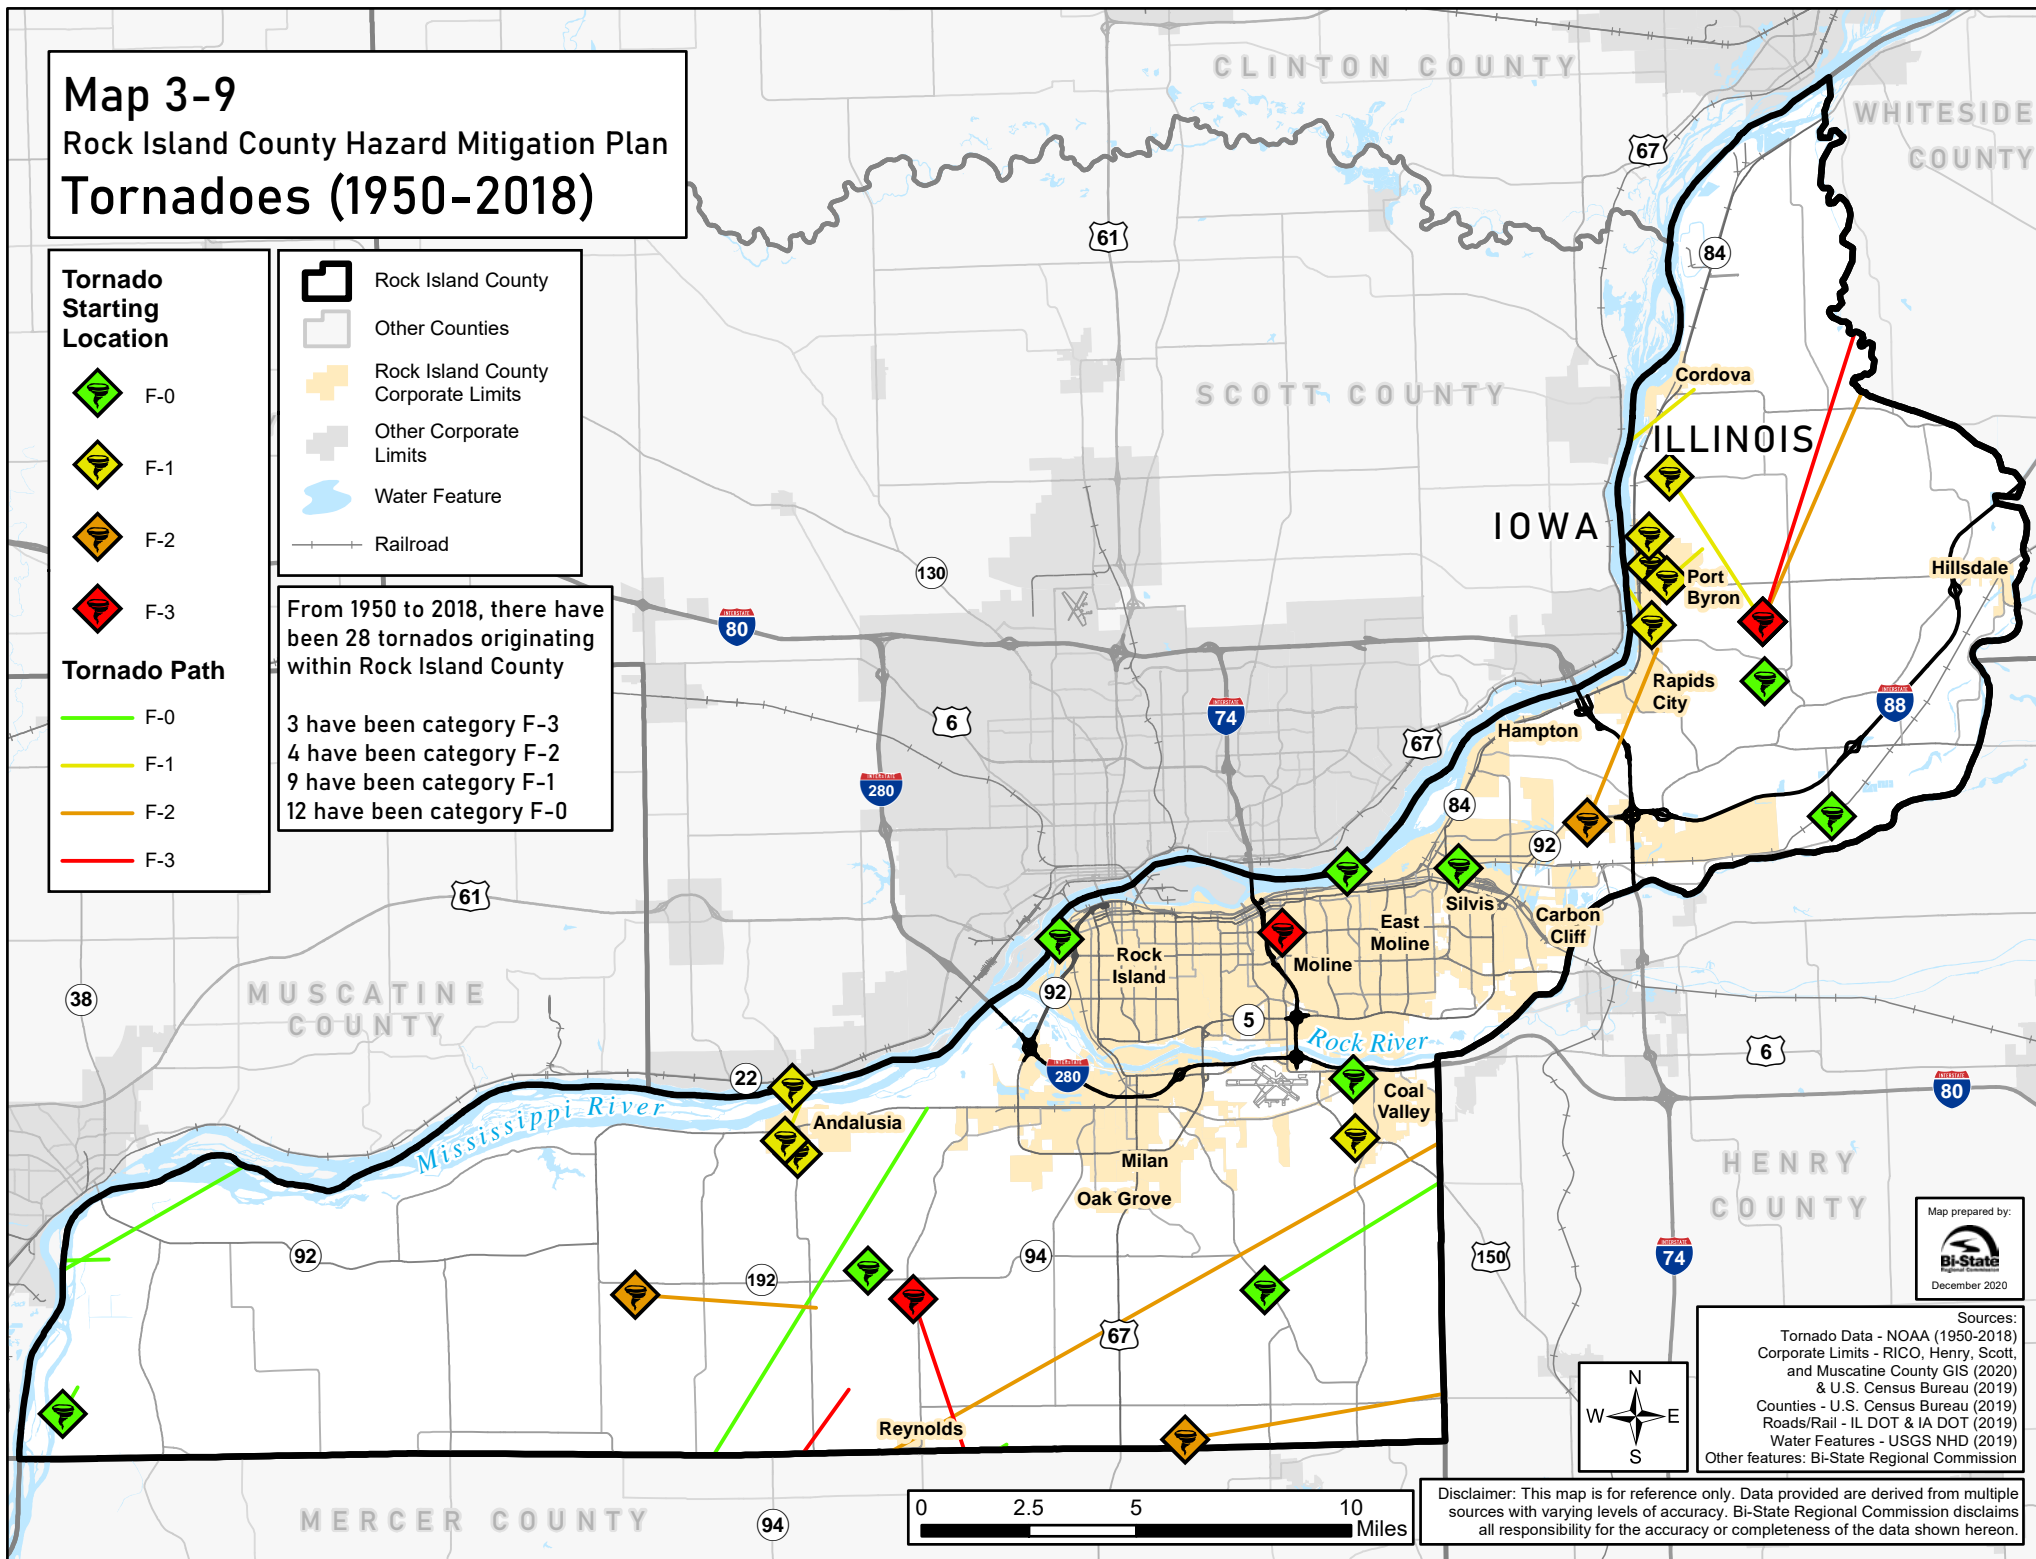 Map 3-9
Rock Island County Hazard Mitigation Plan
Tornadoes (1950-2018)
Tornado
Starting
Location
F-0
F-1
F-2
F-3
Tornado Path
F-0
F-1
F-2
F-3
Rock Island County
Other Counties
Rock Island County
Corporate Limits
Other Corporate
Limits
Water Feature
Railroad
From 1950 to 2018, there have
been 28 tornados originating
within Rock Island County
3 have been category F-3
4 have been category F-2
9 have been category F-1
12 have been category F-0
CLINTON COUNTY
WHITESIDE
COUNTY
67
61
84
SCOTT COUNTY
Cordova
ILLINOIS
IOWA
Port
Byron
Hillsdale
130
INTERSTATE
80
Rapids
City
INTERSTATE
88
6
INTERSTATE
74
67
Hampton
INTERSTATE
280
84
92
61
Silvis
Carbon
Cliff
East
Moline
Moline
Rock
Island
92
5
Rock River
38
MUSCATINE
COUNTY
6
INTERSTATE
280
22
INTERSTATE
80
Coal
Valley
Mississippi River
Andalusia
Milan
Oak Grove
HENRY
COUNTY
92
192
94
150
INTERSTATE
74
67
Reynolds
MERCER COUNTY
94
Map prepared by:
Bi-State
Regional Commission
December 2020
Sources:
Tornado Data - NOAA (1950-2018)
Corporate Limits - RICO, Henry, Scott,
and Muscatine County GIS (2020)
& U.S. Census Bureau (2019)
Counties - U.S. Census Bureau (2019)
Roads/Rail - IL DOT & IA DOT (2019)
Water Features - USGS NHD (2019)
Other features: Bi-State Regional Commission
N
W E
S
0 2.5 5 10
Miles
Disclaimer: This map is for reference only. Data provided are derived from multiple
sources with varying levels of accuracy. Bi-State Regional Commission disclaims
all responsibility for the accuracy or completeness of the data shown hereon.